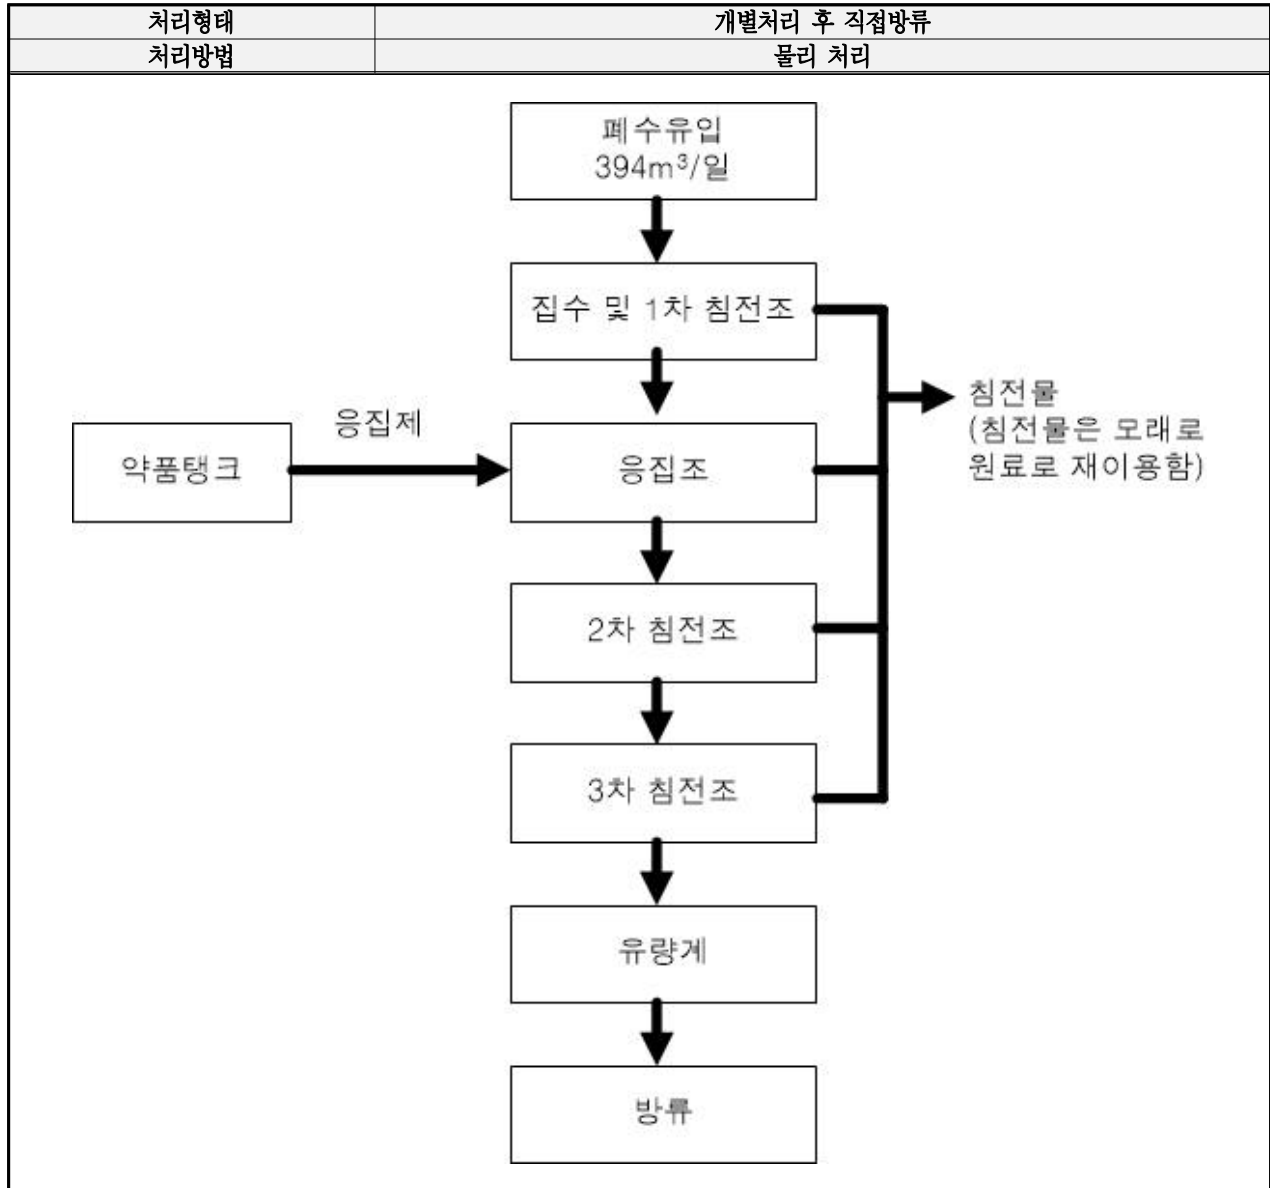 처리형태 개별처리 후 직접방류
처리방법 물리 처리
폐수유입
394m³/일
집수 및 1차 침전조
침전물
(침전물은 모래로
원료로 재이용함)
응집제
약품탱크
응집조
2차 침전조
3차 침전조
유량계
방류